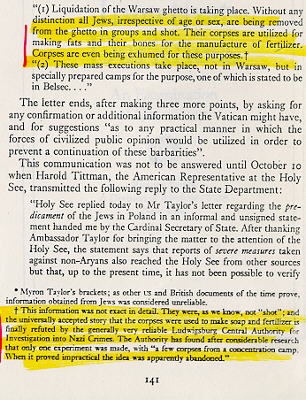 "(1) Liquidation of the Warsaw ghetto is taking place. Without any
distinction all Jews, irrespective of age or sex, are being removed
from the ghetto in groups and shot. Their corpses are utilized for
making fats and their bones for the manufacture of fertilizer.
Corpses are even being exhumed for these purposes. †
"(2) These mass executions take place, not in Warsaw, but in
specially prepared camps for the purpose, one of which is stated to be
in Belsec. . . ."
The letter ends, after making three more points, by asking for
any confirmation or additional information the Vatican might have,
and for suggestions "as to any practical manner in which the
forces of civilized public opinion would be utilized in order to
prevent a continuation of these barbarities".
This communication was not to be answered until October 10
when Harold Tittman, the American Representative at the Holy
See, transmitted the following reply to the State Department:
"Holy See replied today to Mr Taylor's letter regarding the pre-
dicament of the Jews in Poland in an informal and unsigned state-
ment handed me by the Cardinal Secretary of State. After thanking
Ambassador Taylor for bringing the matter to the attention of the
Holy See, the statement says that reports of severe measures taken
against non-Aryans also reached the Holy See from other sources
but that, up to the present time, it has not been possible to verify
* Myron Taylor's brackets; as other US and British documents of the time prove,
information obtained from Jews was considered unreliable.
† This information was not exact in detail. They were, as we know, not "shot"; and
the universally accepted story that the corpses were used to make soap and fertilizer is
finally refuted by the generally very reliable Ludwigsburg Central Authority for
Investigation into Nazi Crimes. The Authority has found after considerable research
that only one experiment was made, with "a few corpses from a concentration camp.
When it proved impractical the idea was apparently abandoned."
141